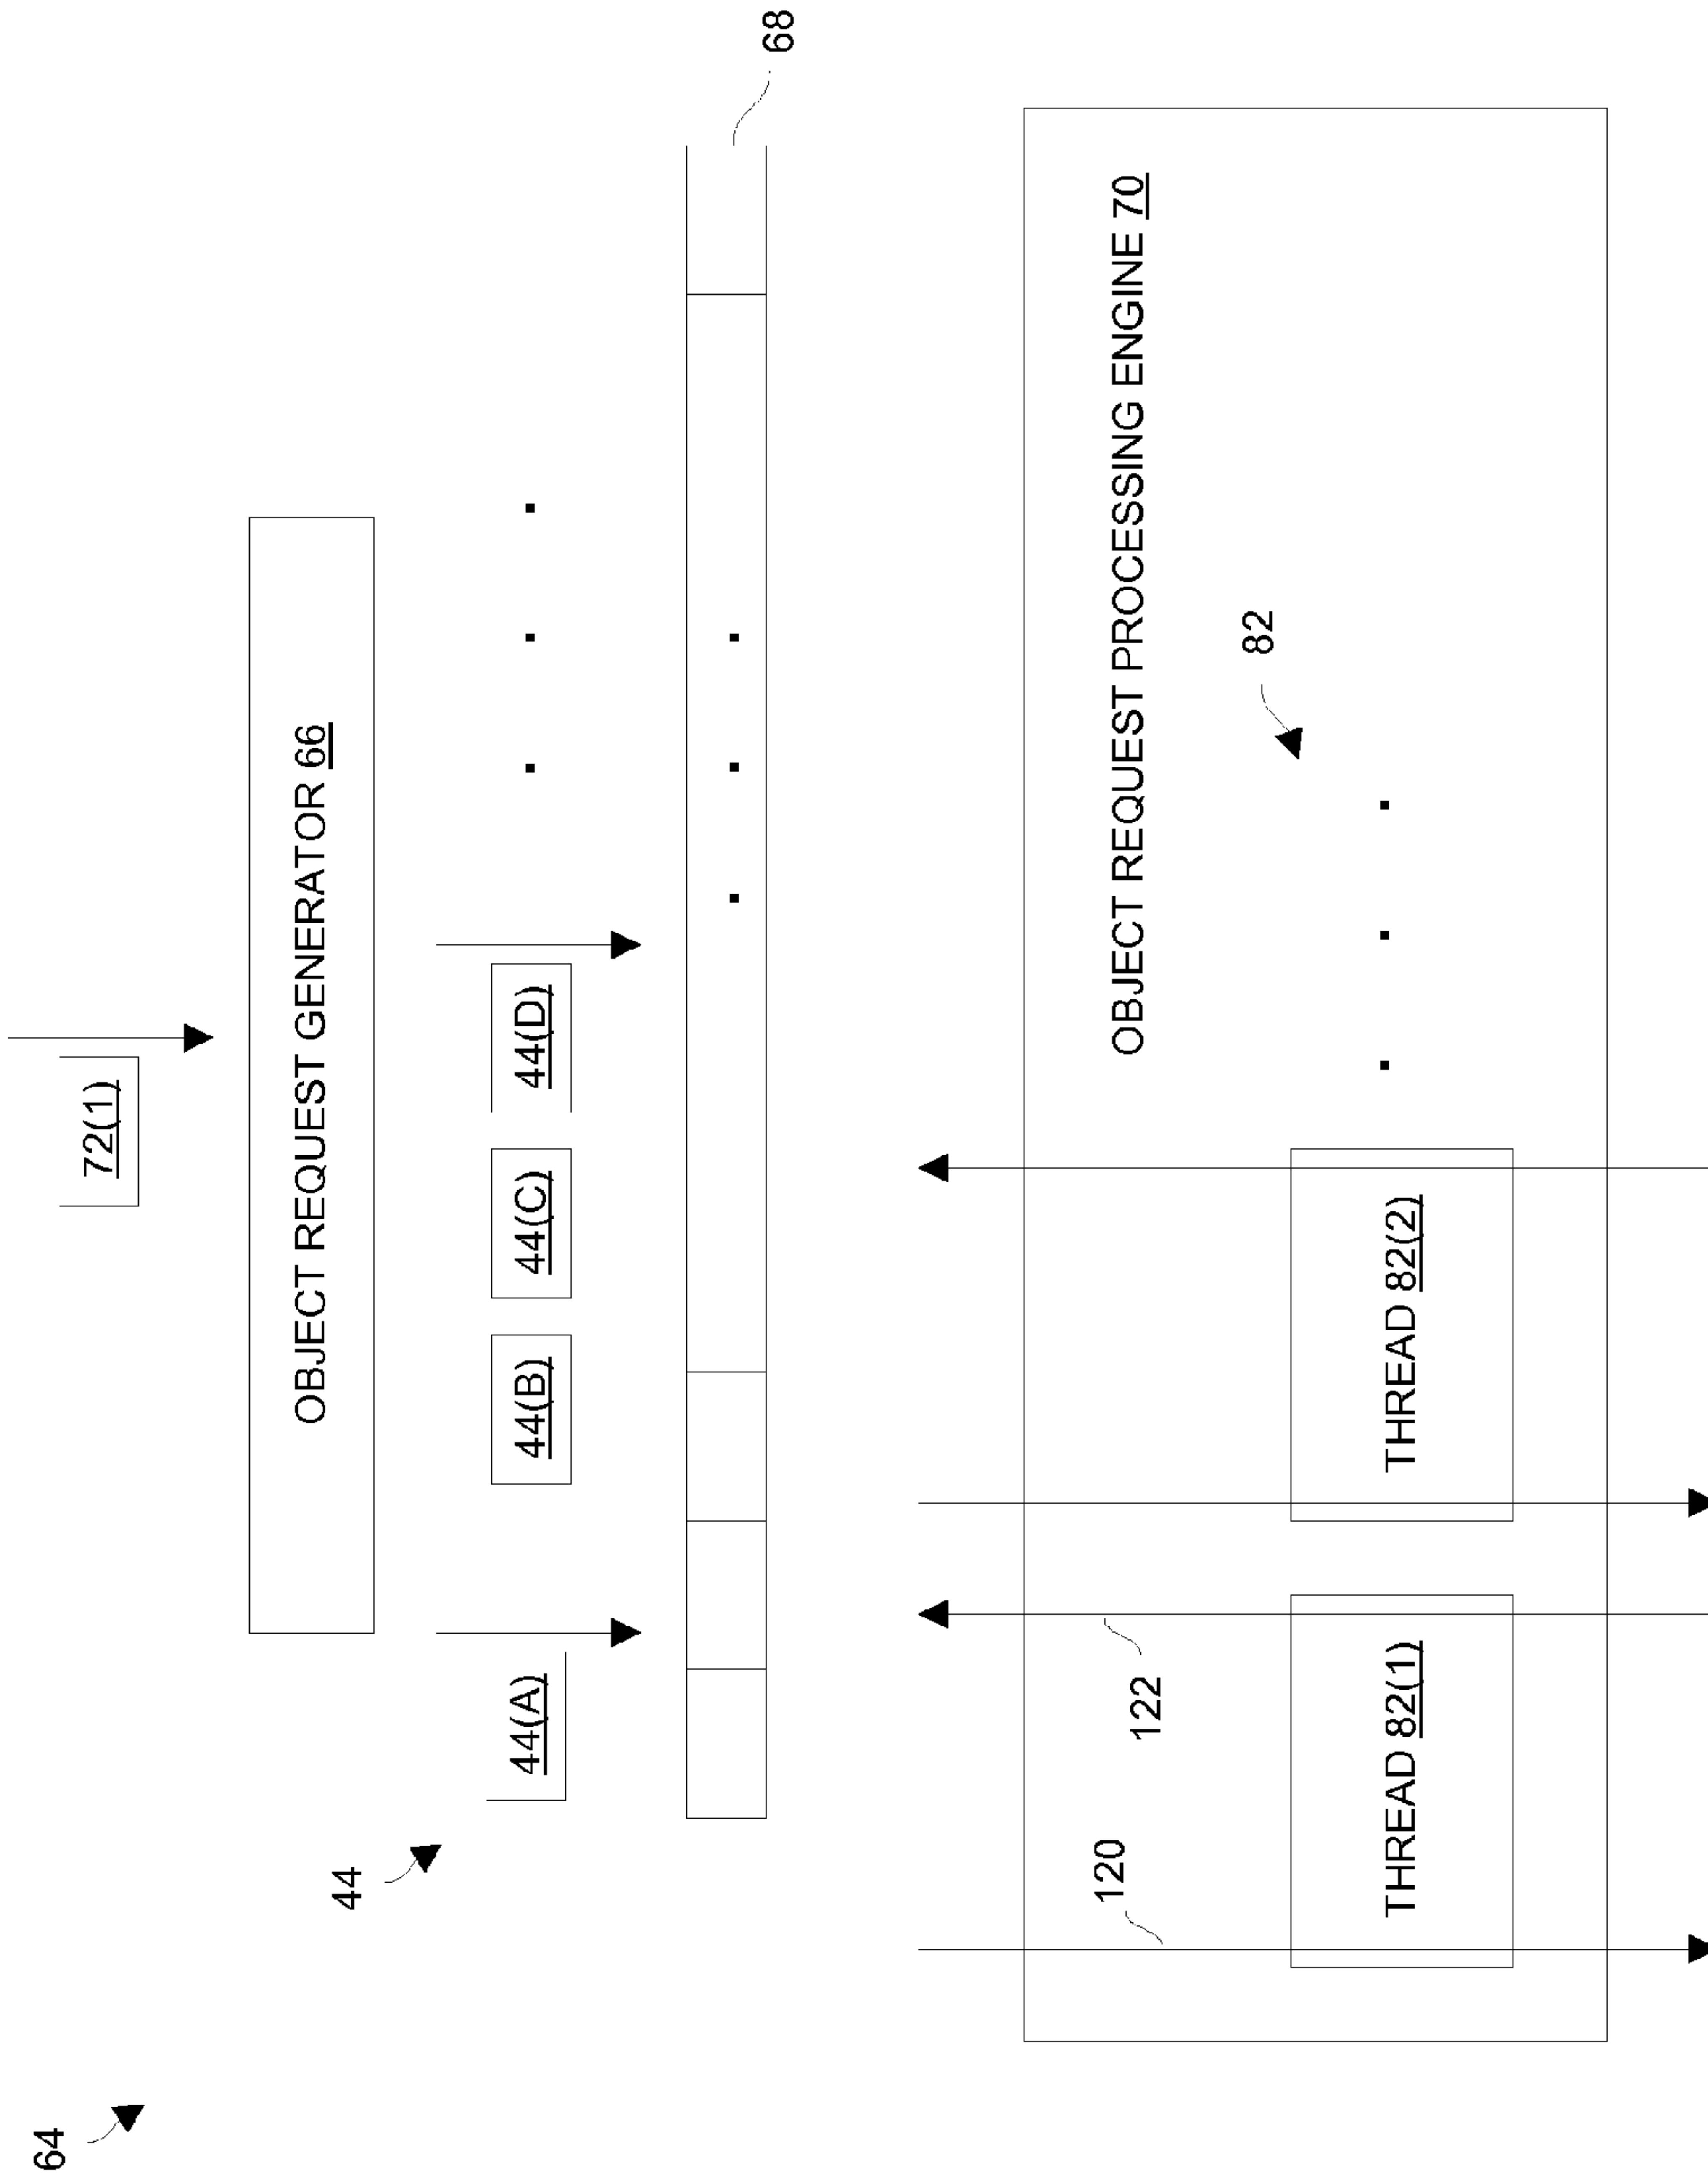 64
72(1)
OBJECT REQUEST GENERATOR 66
44
44(A)
44(B)
44(C)
44(D)
68
OBJECT REQUEST PROCESSING ENGINE 70
120
122
82
THREAD 82(1)
THREAD 82(2)